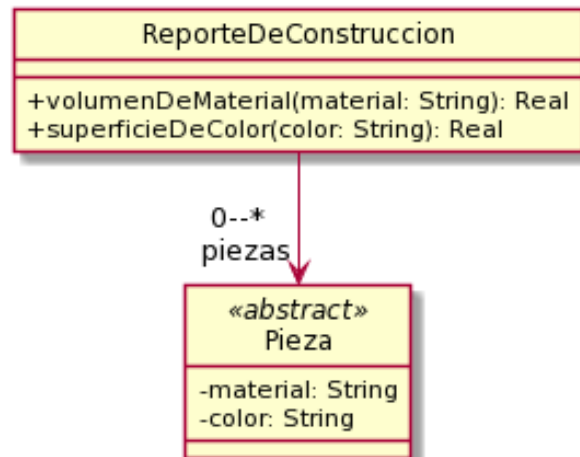 ReporteDeConstruccion
+volumenDeMaterial(material: String): Real
+superficieDeColor(color: String): Real
0--*
piezas
«abstract»
Pieza
-material: String
-color: String